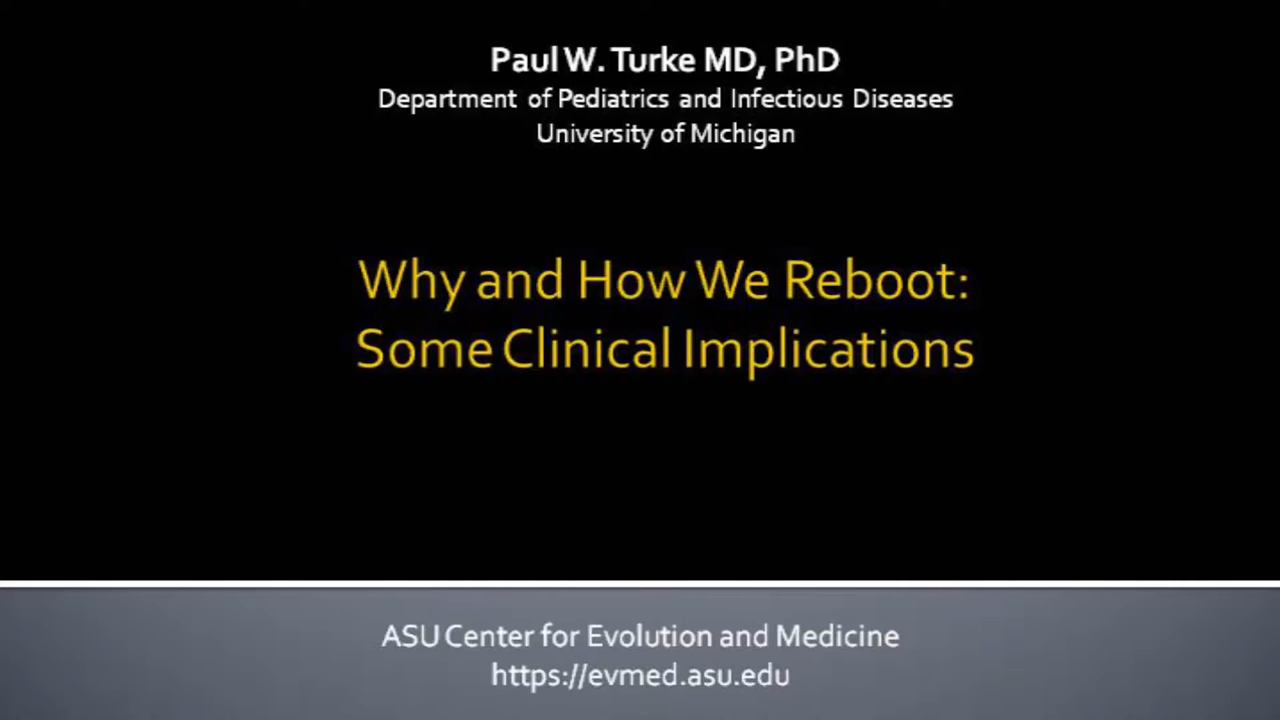 Paul W. Turke MD, PhD
Department of Pediatrics and Infectious Diseases
University of Michigan
Why and How We Reboot:
Some Clinical Implications
ASU Center for Evolution and Medicine
https://evmed.asu.edu